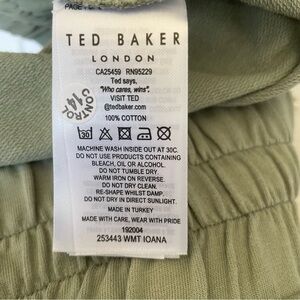 TED BAKER
LONDON
CA25459 RN95229
Ted says,
"Who cares, wins".
VISIT TED
@tedbaker.com
100% COTTON
CONTROL
141
30
MACHINE WASH INSIDE OUT AT 30C.
DO NOT USE PRODUCTS CONTAINING
BLEACH, OIL OR ALCOHOL.
DO NOT TUMBLE DRY.
WARM IRON ON REVERSE.
DO NOT DRY CLEAN.
RE-SHAPE WHILST DAMP.
DO NOT DRY IN DIRECT SUNLIGHT.
MADE IN TURKEY
MADE WITH CARE, WEAR WITH PRIDE
192004
253443 WMT IOANA